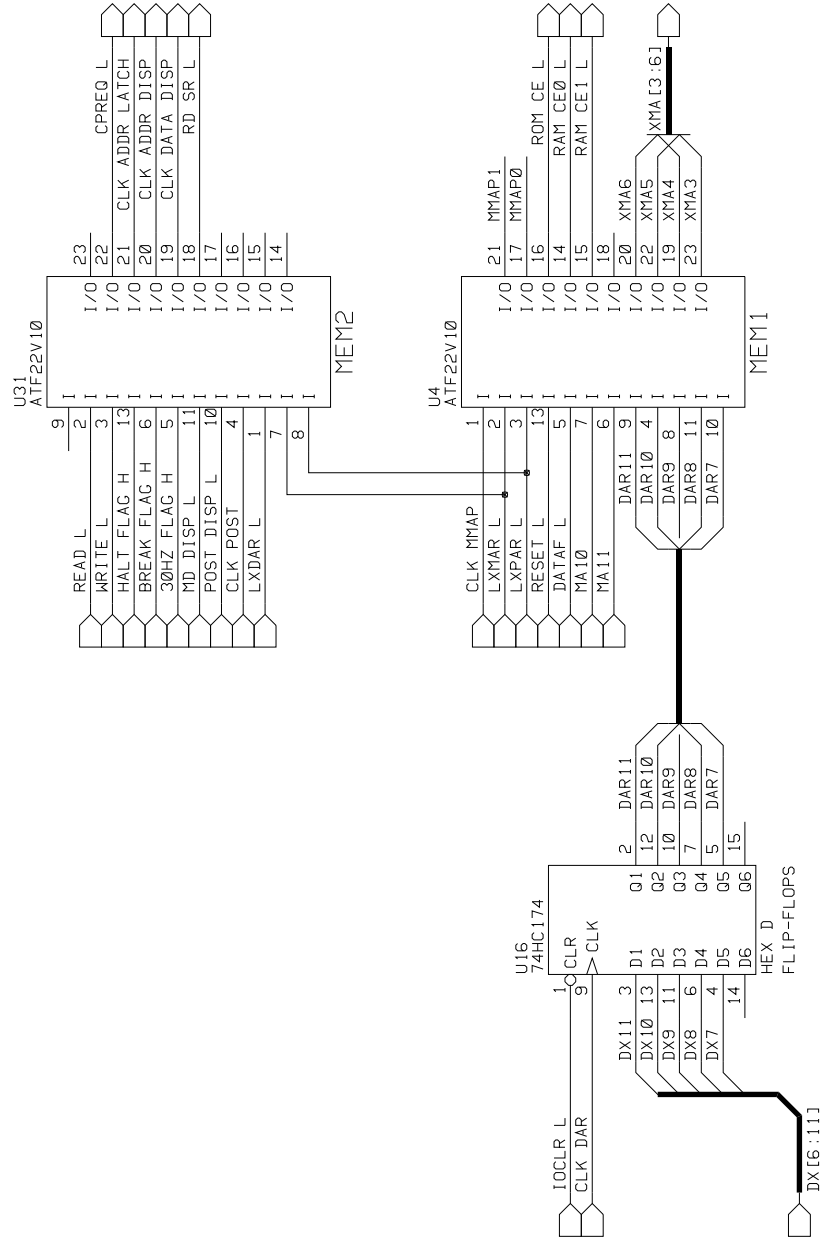 U31
ATF22V10
9 I
READ L 2 I
WRITE L 3 I
HALT FLAG H 13 I
BREAK FLAG H 6 I
30HZ FLAG H 5 I
MD DISP L 11 I
POST DISP L 10 I
CLK POST 4 I
LXDAR L 1 I
7 I
8 I
I/O 23
I/O 22 CPREQ L
I/O 21 CLK ADDR LATCH
I/O 20 CLK ADDR DISP
I/O 19 CLK DATA DISP
I/O 18 RD SR L
I/O 17
I/O 16
I/O 15
I/O 14
MEM2
U4
ATF22V10
CLK MMAP 1 I
LXMAR L 2 I
LXPAR L 3 I
RESET L 13 I
DATAF L 5 I
MA10 7 I
MA11 6 I
DAR11 9 I
DAR10 4 I
DAR9 8 I
DAR8 11 I
DAR7 10 I
I/O 21 MMAP1
I/O 17 MMAP0
I/O 16 ROM CE L
I/O 14 RAM CE0 L
I/O 15 RAM CE1 L
I/O 18
I/O 20 XMA6
I/O 22 XMA5
I/O 19 XMA4
I/O 23 XMA3
XMA[3:6]
MEM1
U16
74HC174
IOCLR L 1 CLR
CLK DAR 9 CLK
DX11 3 D1 Q1 2 DAR11
DX10 13 D2 Q2 12 DAR10
DX9 11 D3 Q3 10 DAR9
DX8 6 D4 Q4 7 DAR8
DX7 4 D5 Q5 5 DAR7
14 D6 Q6 15
HEX D
FLIP-FLOPS
DX[6:11]